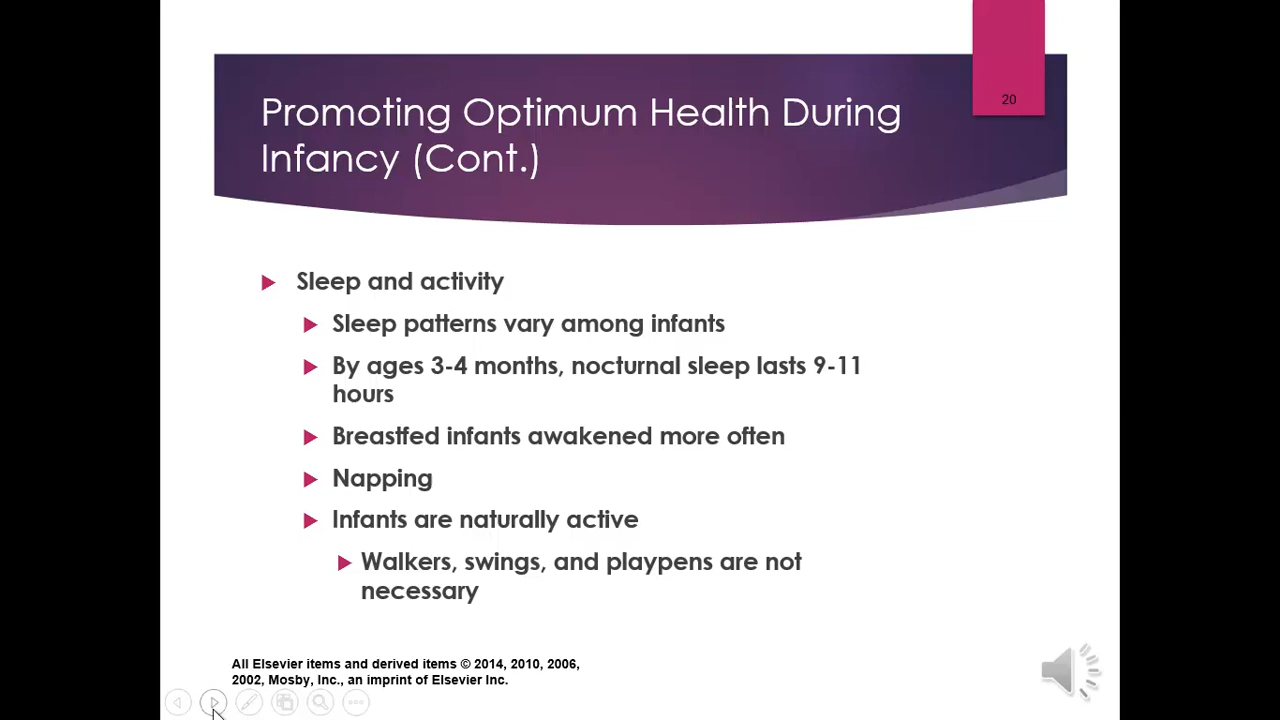 20
Promoting Optimum Health During
Infancy (Cont.)
Sleep and activity
Sleep patterns vary among infants
By ages 3-4 months, nocturnal sleep lasts 9-11
hours
Breastfed infants awakened more often
Napping
Infants are naturally active
Walkers, swings, and playpens are not
necessary
All Elsevier items and derived items © 2014, 2010, 2006,
2002, Mosby, Inc., an imprint of Elsevier Inc.